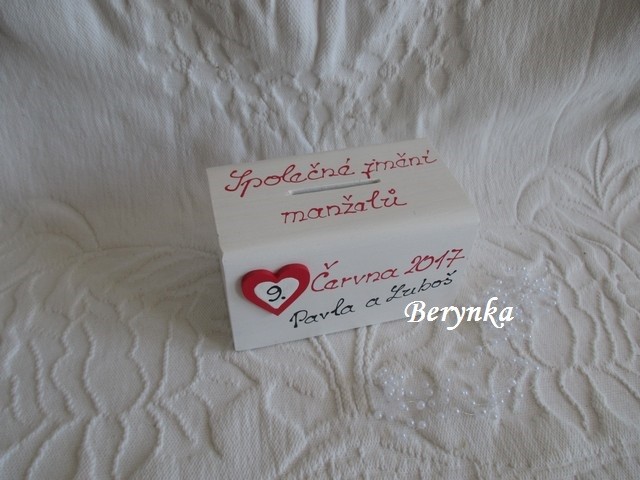 Společné jmění
manželů
9. Června 2017
Pavla a Luboš
Berynka